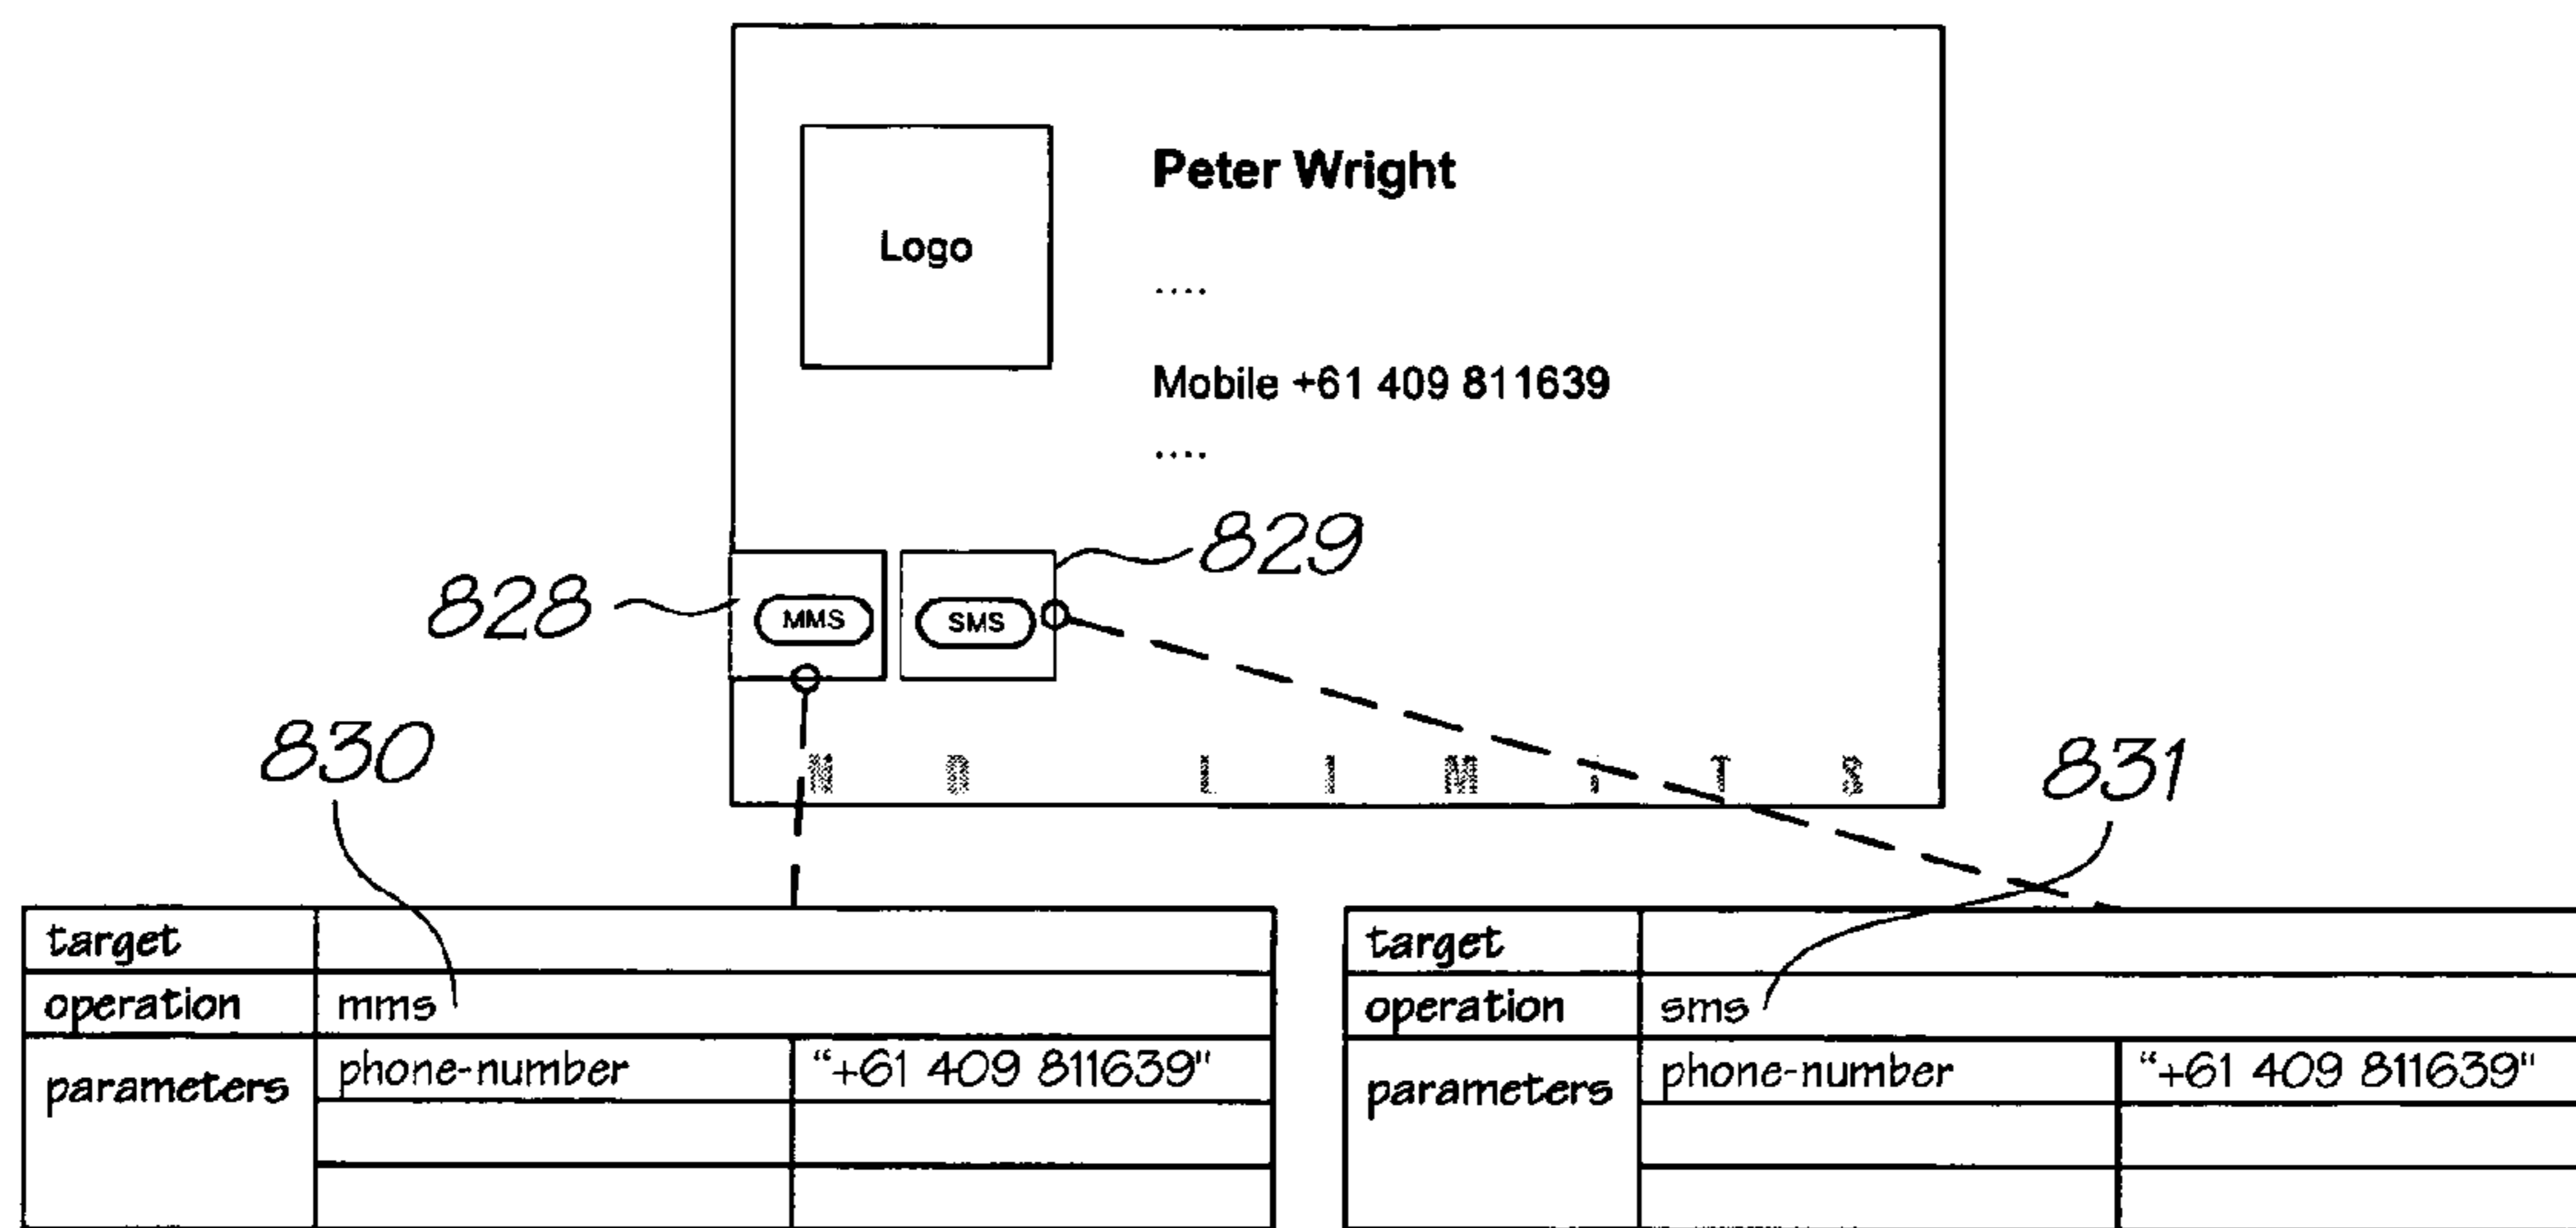 Peter Wright
Logo
....
Mobile +61 409 811639
....
829
828
MMS SMS
830
831
target
operation mms
parameters phone-number “+61 409 811639"
target
operation sms
parameters phone-number “+61 409 811639"